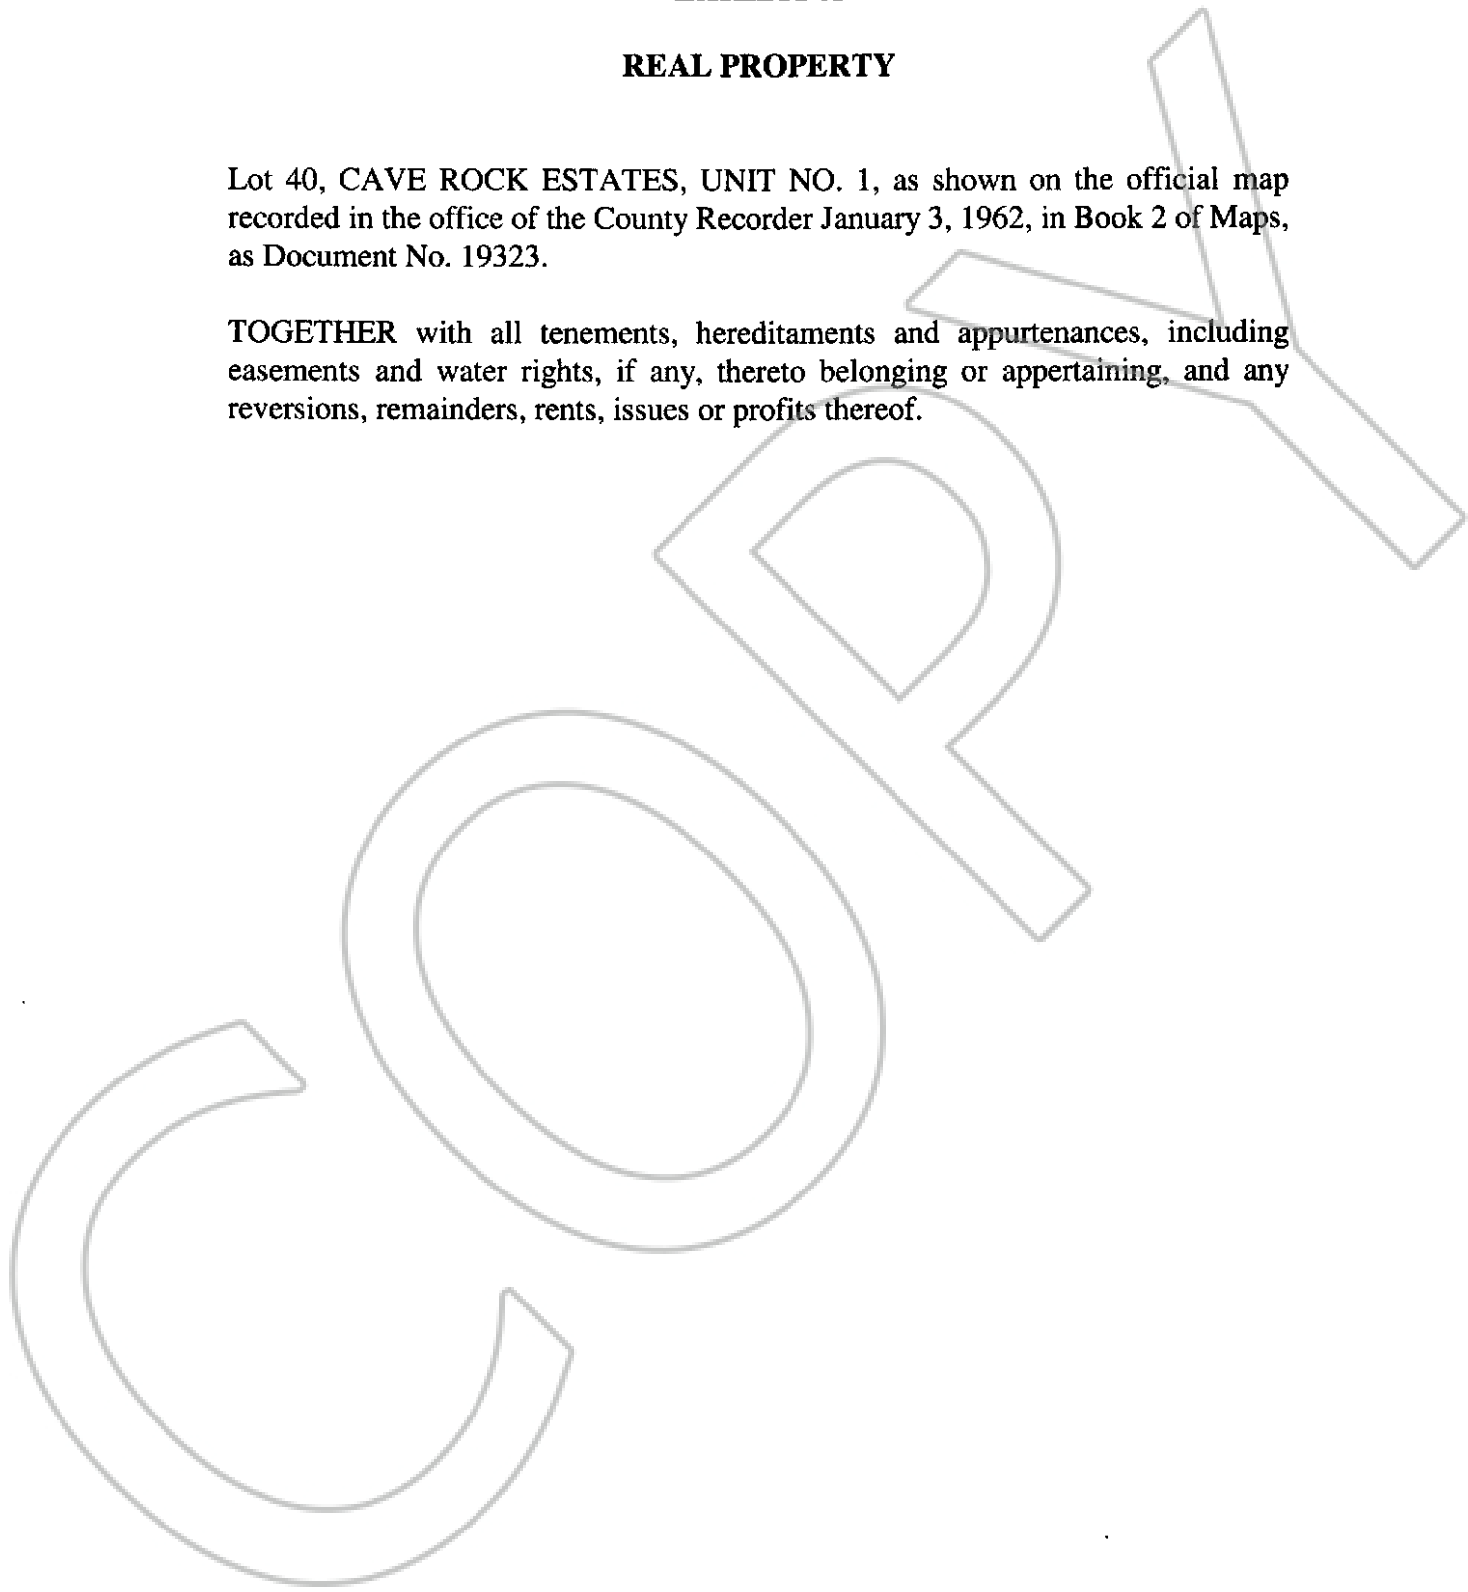 REAL PROPERTY
Lot 40, CAVE ROCK ESTATES, UNIT NO. 1, as shown on the official map
recorded in the office of the County Recorder January 3, 1962, in Book 2 of Maps,
as Document No. 19323.
TOGETHER with all tenements, hereditaments and appurtenances, including
easements and water rights, if any, thereto belonging or appertaining, and any
reversions, remainders, rents, issues or profits thereof.
COPY